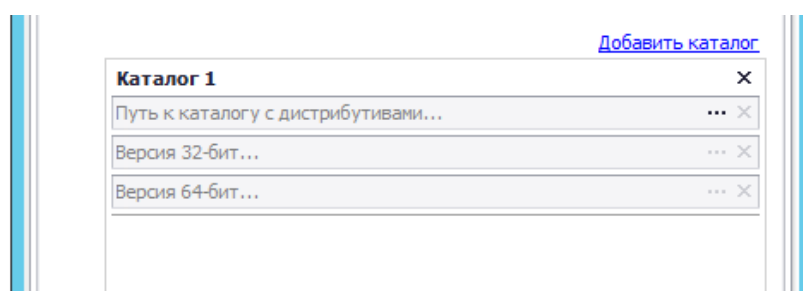 Добавить каталог
Каталог 1
Путь к каталогу с дистрибутивами...
Версия 32-бит...
Версия 64-бит...